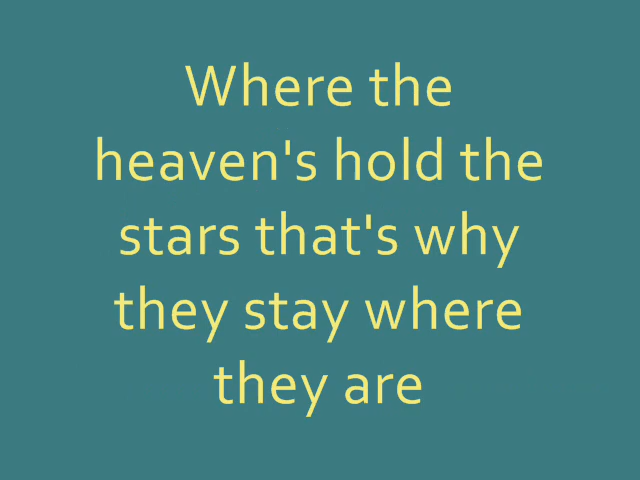 Where the
heaven's hold the
stars that's why
they stay where
they are